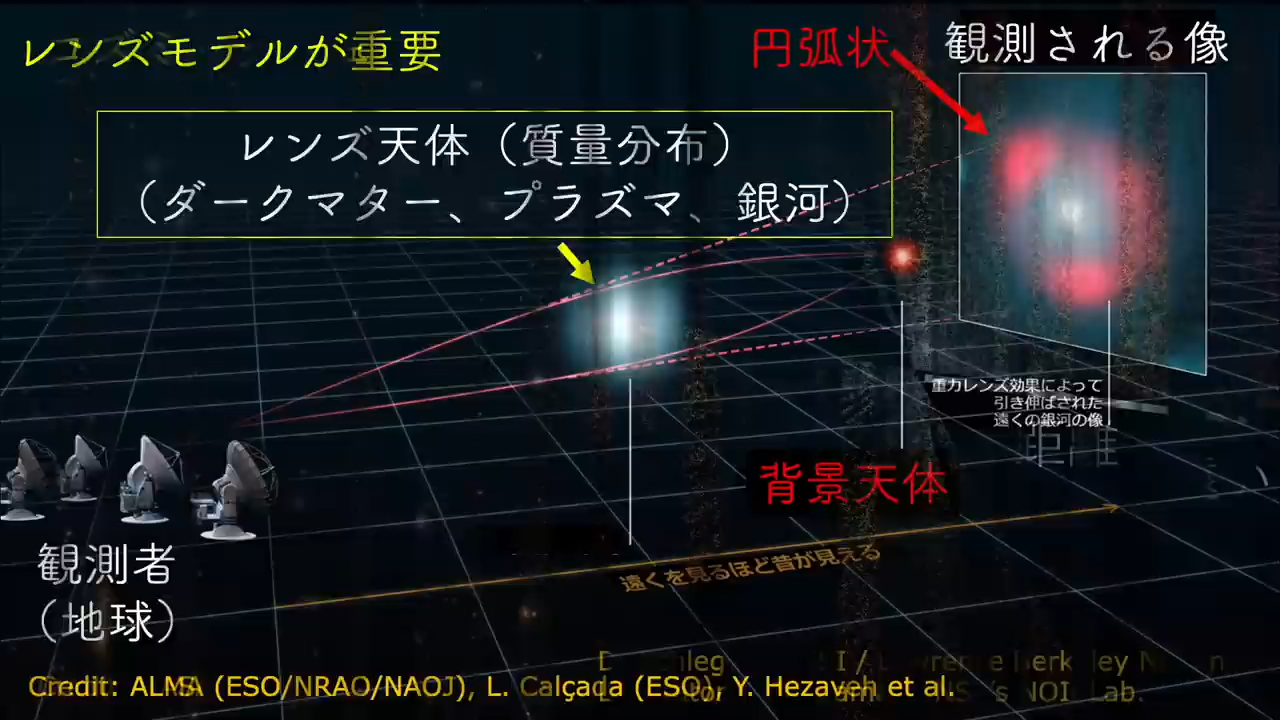 レンズモデルが重要
円弧状
観測される像
レンズ天体（質量分布）
（ダークマター、プラズマ、銀河）
重力レンズ効果によって
引き伸ばされた
遠くの銀河の像
距離
背景天体
遠くを見るほど昔が見える
観測者
（地球）
Credit: ALMA (ESO/NRAO/NAOJ), L. Calçada (ESO), Y. Hezaveh et al.